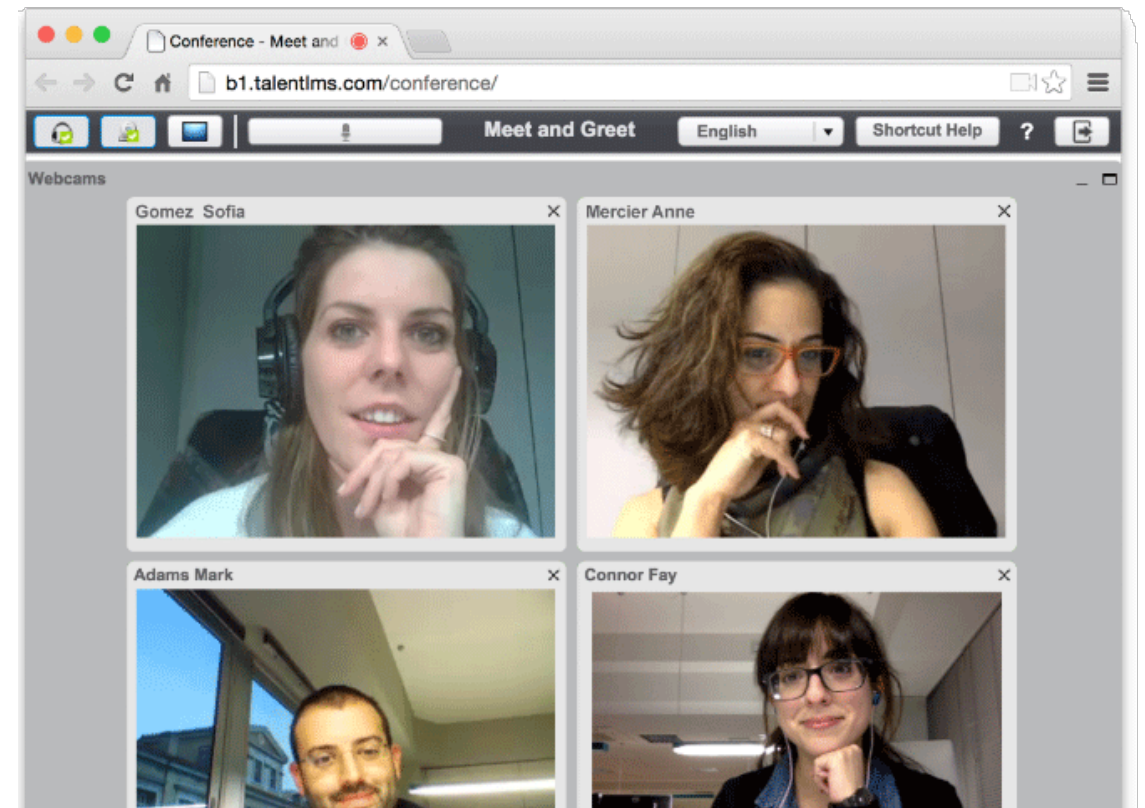 Conference - Meet and
b1.talentlms.com/conference/
Meet and Greet English Shortcut Help ?
Webcams
Gomez Sofia Mercier Anne
Adams Mark Connor Fay